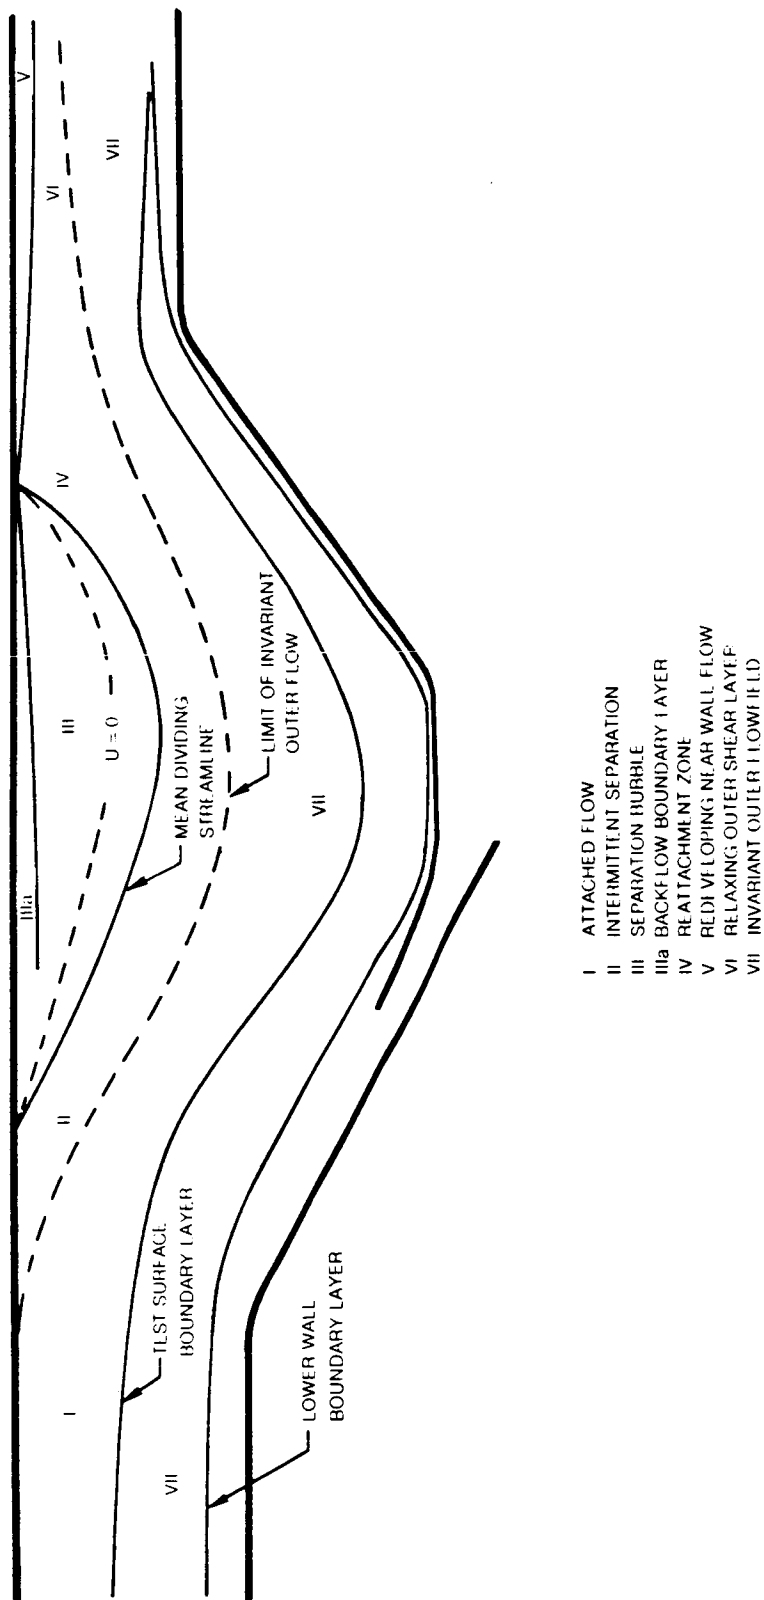 I
VII
TEST SURFACE
BOUNDARY LAYER
LOWER WALL
BOUNDARY LAYER
II
IIIa
III
U = 0
MEAN DIVIDING
STREAMLINE
LIMIT OF INVARIANT
OUTER FLOW
VII
IV
V
VI
VII
I ATTACHED FLOW
II INTERMITTENT SEPARATION
III SEPARATION BUBBLE
IIIa BACKFLOW BOUNDARY LAYER
IV REATTACHMENT ZONE
V REDEVELOPING NEAR WALL FLOW
VI RELAXING OUTER SHEAR LAYER
VII INVARIANT OUTER FLOWFIELD